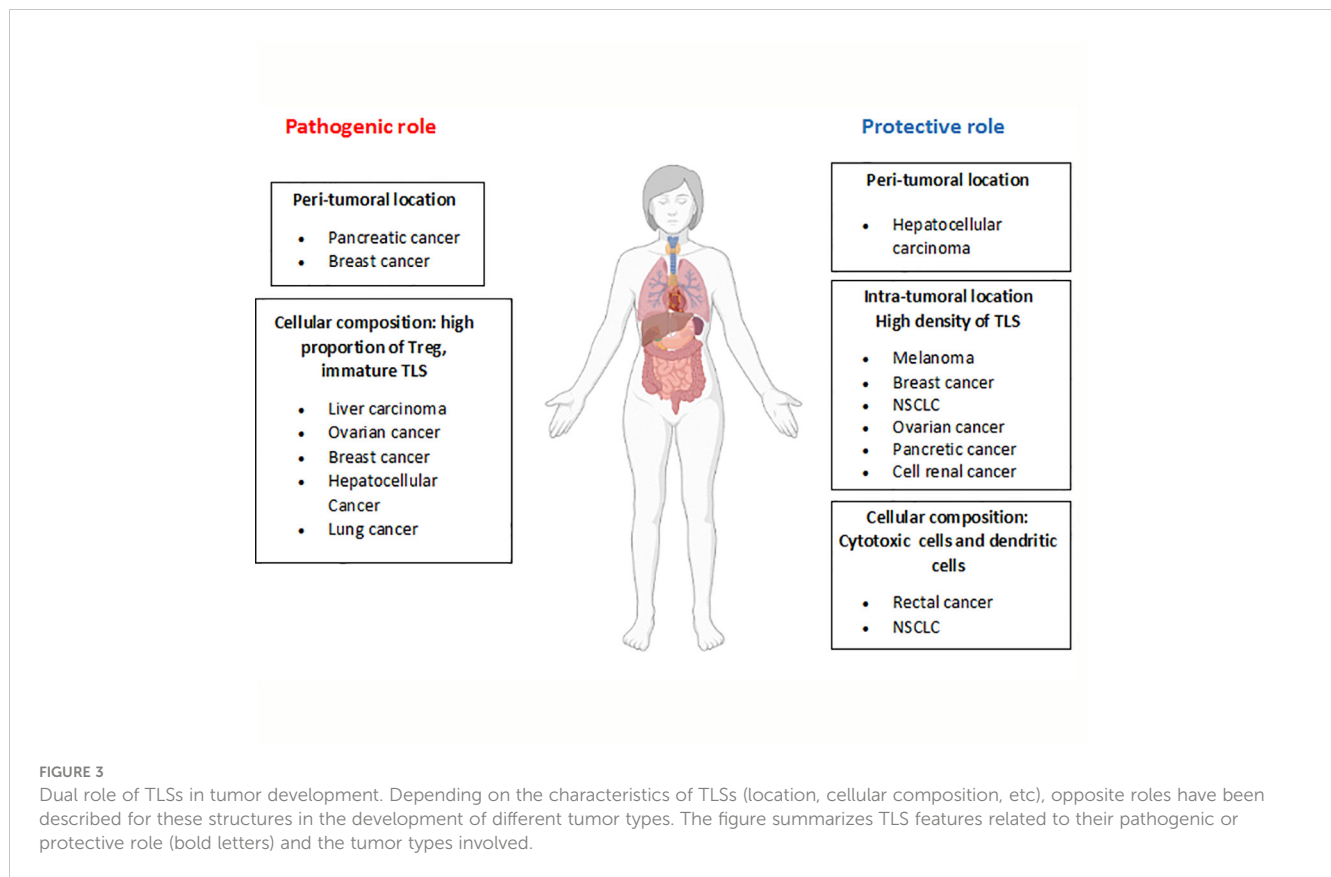 Pathogenic role
Peri-tumoral location
• Pancreatic cancer
• Breast cancer
Cellular composition: high
proportion of Treg,
immature TLS
• Liver carcinoma
• Ovarian cancer
• Breast cancer
• Hepatocellular
Cancer
• Lung cancer
Protective role
Peri-tumoral location
• Hepatocellular
carcinoma
Intra-tumoral location
High density of TLS
• Melanoma
• Breast cancer
• NSCLC
• Ovarian cancer
• Pancretic cancer
• Cell renal cancer
Cellular composition:
Cytotoxic cells and dendritic
cells
• Rectal cancer
• NSCLC
FIGURE 3
Dual role of TLSs in tumor development. Depending on the characteristics of TLSs (location, cellular composition, etc), opposite roles have been
described for these structures in the development of different tumor types. The figure summarizes TLS features related to their pathogenic or
protective role (bold letters) and the tumor types involved.